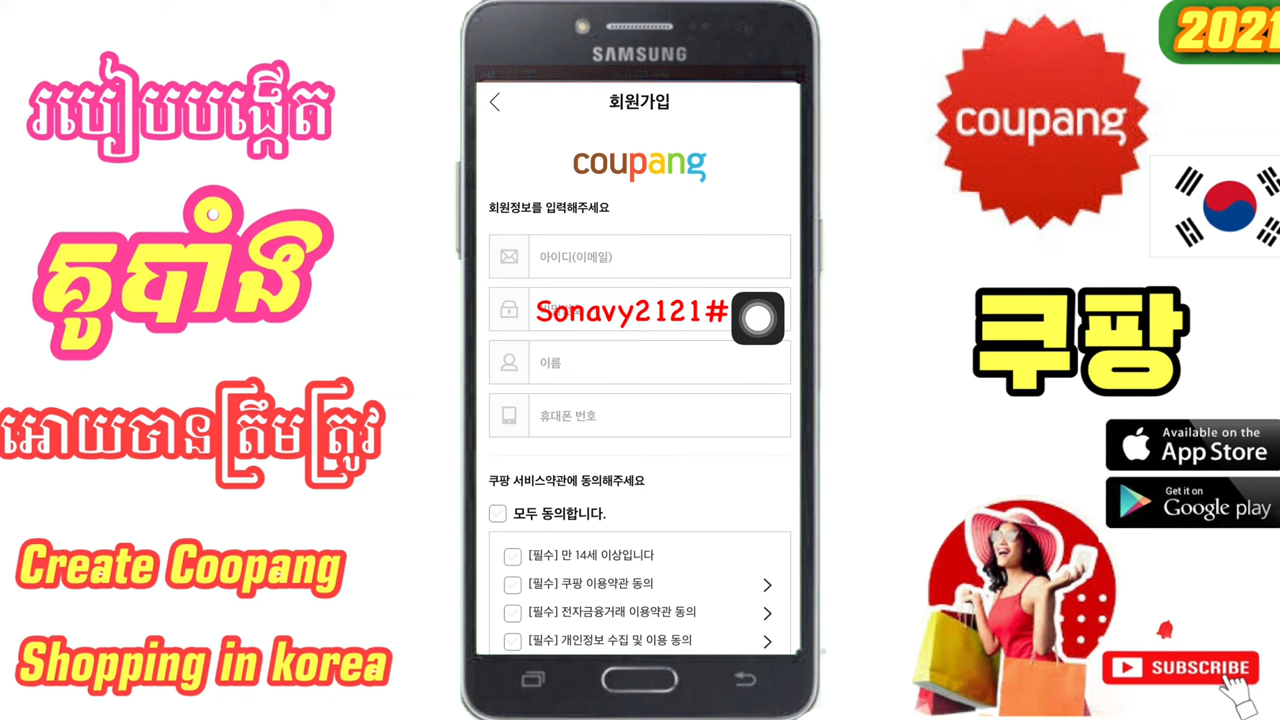 របៀបបង្កើត
គូប៉ាំង
អោយបានត្រឹមត្រូវ
Create Coopang
Shopping in korea
SAMSUNG
회원가입
coupang
회원정보를 입력해주세요
아이디(이메일)
Sonavy2121#
이름
휴대폰 번호
쿠팡 서비스약관에 동의해주세요
모두 동의합니다.
[필수] 만 14세 이상입니다
[필수] 쿠팡 이용약관 동의
[필수] 전자금융거래 이용약관 동의
[필수] 개인정보 수집 및 이용 동의
2021
coupang
쿠팡
Available on the
App Store
Get it on
Google play
SUBSCRIBE